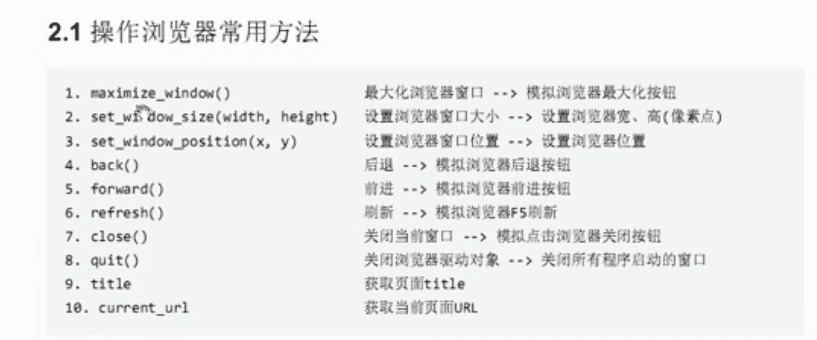 2.1 操作浏览器常用方法
1. maximize_window() 最大化浏览器窗口 --> 模拟浏览器最大化按钮
2. set_window_size(width, height) 设置浏览器窗口大小 --> 设置浏览器宽、高(像素点)
3. set_window_position(x, y) 设置浏览器窗口位置 --> 设置浏览器位置
4. back() 后退 --> 模拟浏览器后退按钮
5. forward() 前进 --> 模拟浏览器前进按钮
6. refresh() 刷新 --> 模拟浏览器F5刷新
7. close() 关闭当前窗口 --> 模拟点击浏览器关闭按钮
8. quit() 关闭浏览器驱动对象 --> 关闭所有程序启动的窗口
9. title 获取页面title
10. current_url 获取当前页面URL